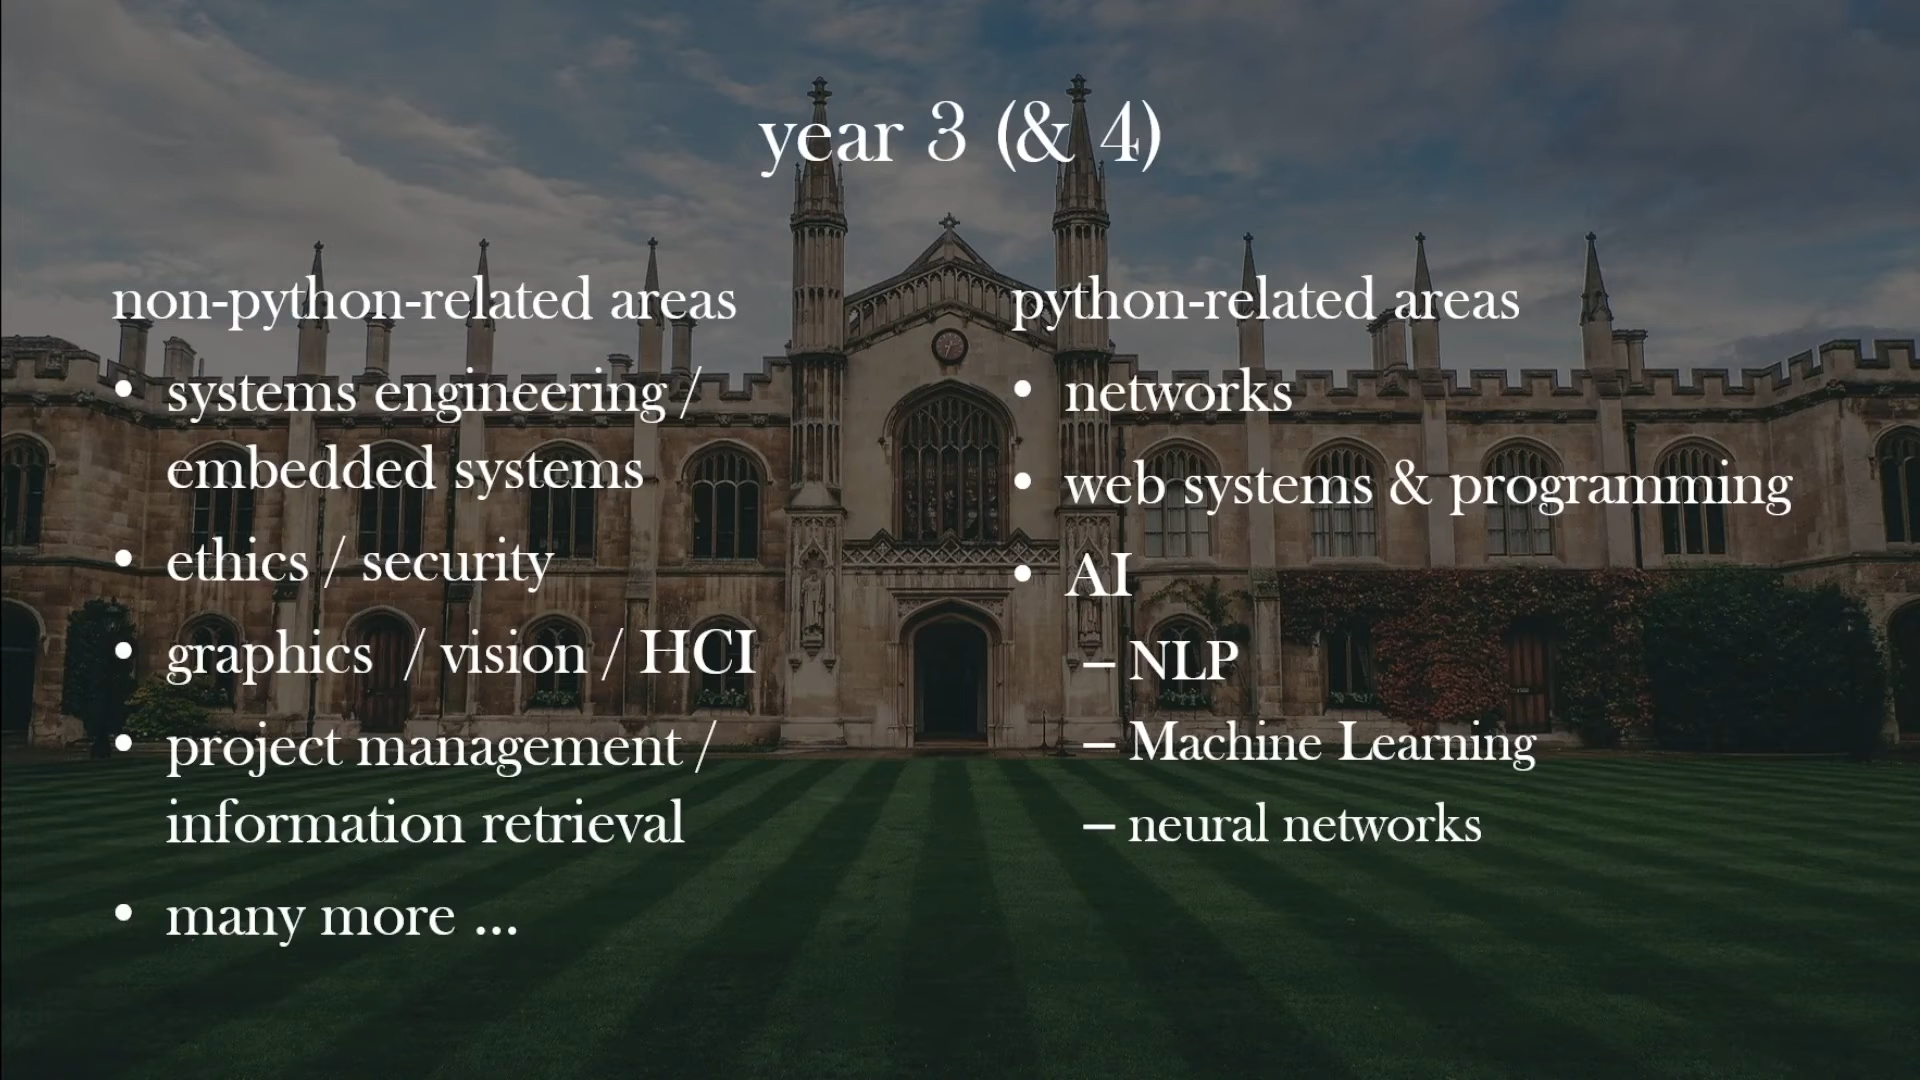 year 3 (& 4)
non-python-related areas
• systems engineering /
embedded systems
• ethics / security
• graphics / vision / HCI
• project management /
information retrieval
• many more ...
python-related areas
• networks
• web systems & programming
• AI
– NLP
– Machine Learning
– neural networks